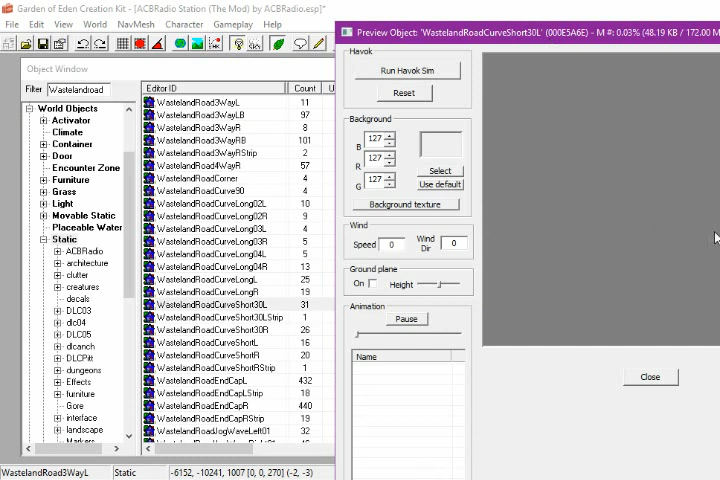 Garden of Eden Creation Kit - [ACBRadio Station (The Mod) by ACBRadio.esp]*
File Edit View World NavMesh Character Gameplay Help
Preview Object: 'WastelandRoadCurveShort30L' (000E5A6E) - M #: 0.03% (48.19 KB / 172.00 M
Object Window
Filter Wastelandroad
World Objects
Activator
Climate
Container
Door
Encounter Zone
Furniture
Grass
Light
Movable Static
Placeable Water
Static
ACBRadio
architecture
clutter
creatures
decals
DLC03
dlc04
DLC05
dlcanch
DLCPitt
dungeons
Effects
furniture
Gore
interface
landscape
Markers
Editor ID Count U
WastelandRoad3WayL 11
WastelandRoad3WayLB 97
WastelandRoad3WayR 8
WastelandRoad3WayRB 101
WastelandRoad3WayRStrip 2
WastelandRoad4WayR 57
WastelandRoadCorner 4
WastelandRoadCurve90 4
WastelandRoadCurveLong02L 10
WastelandRoadCurveLong02R 9
WastelandRoadCurveLong03L 4
WastelandRoadCurveLong03R 5
WastelandRoadCurveLong04L 5
WastelandRoadCurveLong04R 13
WastelandRoadCurveLongL 25
WastelandRoadCurveLongR 19
WastelandRoadCurveShort30L 31
WastelandRoadCurveShort30LStrip 1
WastelandRoadCurveShort30R 26
WastelandRoadCurveShortL 16
WastelandRoadCurveShortR 20
WastelandRoadCurveShortRStrip 1
WastelandRoadEndCapL 432
WastelandRoadEndCapLStrip 18
WastelandRoadEndCapR 440
WastelandRoadEndCapRStrip 19
WastelandRoadJogWaveLeft01 32
Havok
Run Havok Sim
Reset
Background
B 127
R 127
G 127
Select
Use default
Background texture
Wind
Speed 0 Wind Dir 0
Ground plane
On Height
Animation
Pause
Name
Close
WastelandRoad3WayL Static -6152, -10241, 1007 [0, 0, 270] (-2, -3)